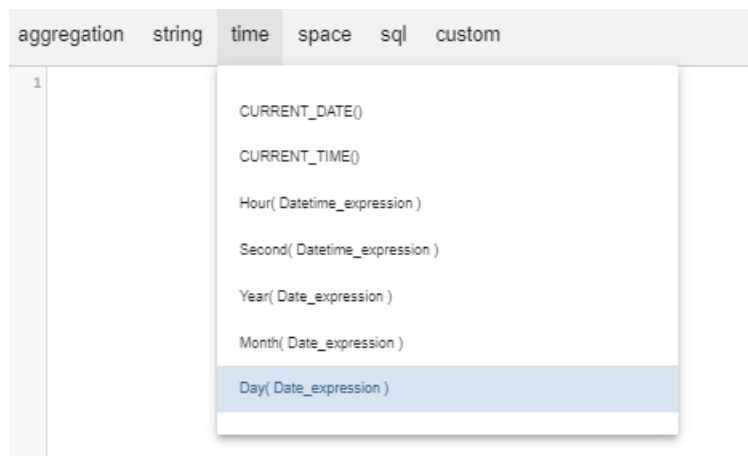 aggregation string time space sql custom
1
CURRENT_DATE()
CURRENT_TIME()
Hour( Datetime_expression )
Second( Datetime_expression )
Year( Date_expression )
Month( Date_expression )
Day( Date_expression )